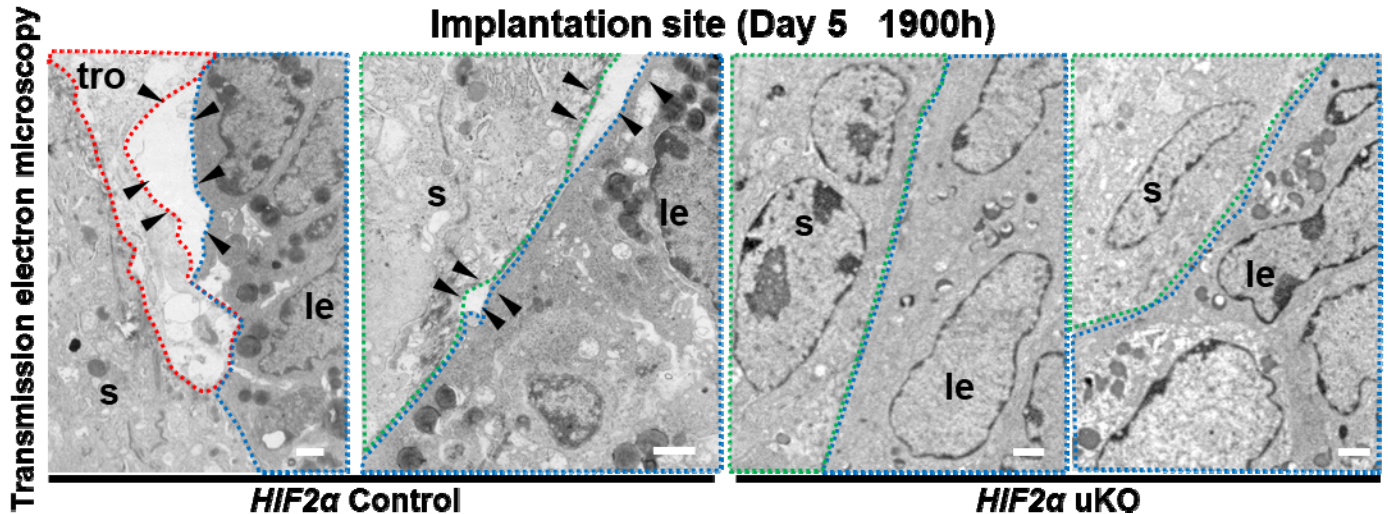 Implantation site (Day 5 1900h)
Transmission electron microscopy
tro
s
le
s
le
s
le
s
le
HIF2α Control
HIF2α uKO